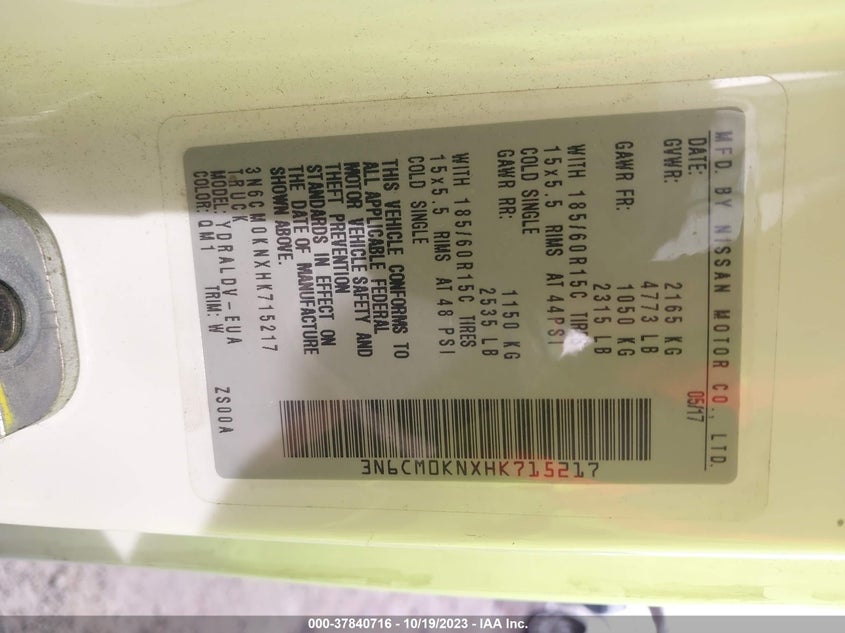 MFD. BY NISSAN MOTOR CO., LTD.
DATE: 05/17
GVWR: 2165 KG
4773 LB
GAWR FR: 1050 KG
2315 LB
WITH 185/60R15C TIRES
15x5.5 RIMS AT 44PSI
COLD SINGLE
GAWR RR: 1150 KG
2535 LB
WITH 185/60R15C TIRES
15x5.5 RIMS AT 48 PSI
COLD SINGLE
THIS VEHICLE CONFORMS TO
ALL APPLICABLE FEDERAL
MOTOR VEHICLE SAFETY AND
THEFT PREVENTION
STANDARDS IN EFFECT ON
THE DATE OF MANUFACTURE
SHOWN ABOVE.
3N6CM0KNXHK715217
TRUCK
MODEL: YDRALDV-EUA
COLOR: QM1 TRIM: W ZS00A
3N6CM0KNXHK715217
000-37840716 - 10/19/2023 - IAA Inc.